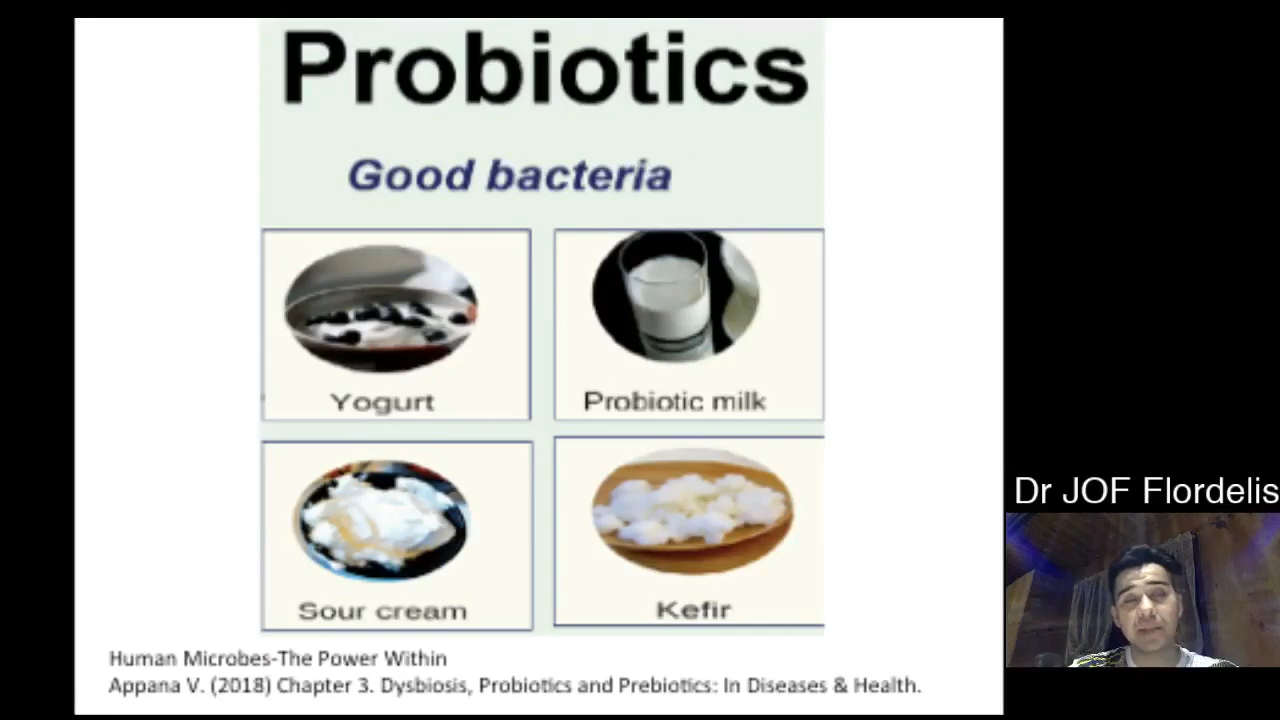 Probiotics
Good bacteria
Yogurt
Probiotic milk
Sour cream
Kefir
Human Microbes-The Power Within
Appana V. (2018) Chapter 3. Dysbiosis, Probiotics and Prebiotics: In Diseases & Health.
Dr JOF Flordelis